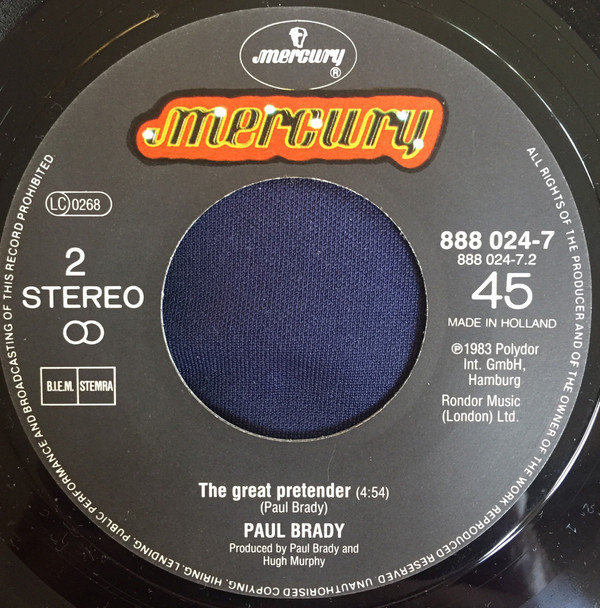 mercury ®
mercury
LC 0268
2
STEREO
B.I.E.M. STEMRA
888 024-7
888 024-7.2
45
MADE IN HOLLAND
℗1983 Polydor
Int. GmbH,
Hamburg
Rondor Music
(London) Ltd.
The great pretender (4:54)
(Paul Brady)
PAUL BRADY
Produced by Paul Brady and
Hugh Murphy
ALL RIGHTS OF THE PRODUCER AND OF THE OWNER OF THE WORK REPRODUCED RESERVED. UNAUTHORISED COPYING, HIRING, LENDING, PUBLIC PERFORMANCE AND BROADCASTING OF THIS RECORD PROHIBITED